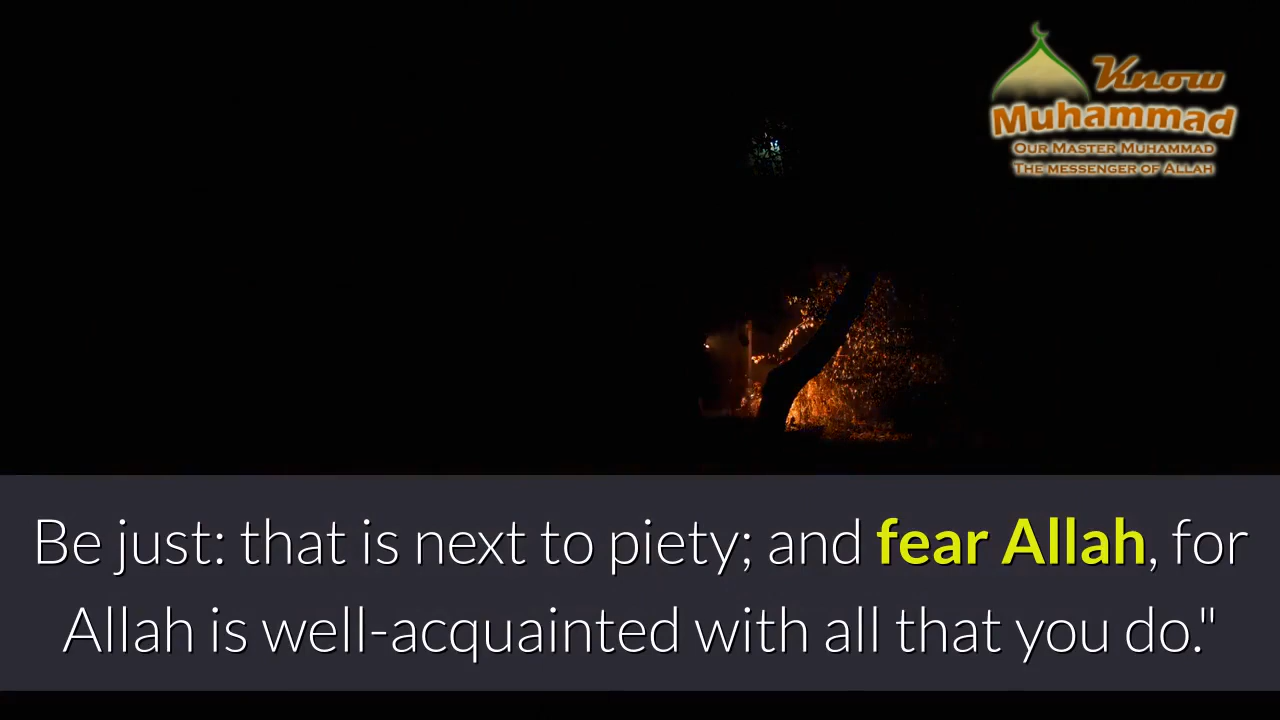 Know
Muhammad
Our Master Muhammad
The messenger of Allah
Be just: that is next to piety; and fear Allah, for
Allah is well-acquainted with all that you do."